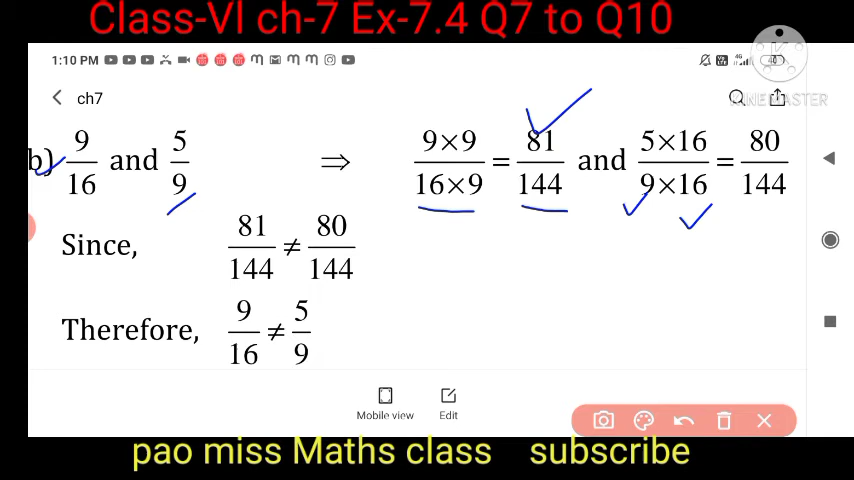 Class-VI ch-7 Ex-7.4 Q7 to Q10
1:10 PM
ch7
KINEMASTER
b) 9/16 and 5/9 ⇒ 9×9/16×9 = 81/144 and 5×16/9×16 = 80/144
Since, 81/144 ≠ 80/144
Therefore, 9/16 ≠ 5/9
Mobile view Edit
pao miss Maths class subscribe